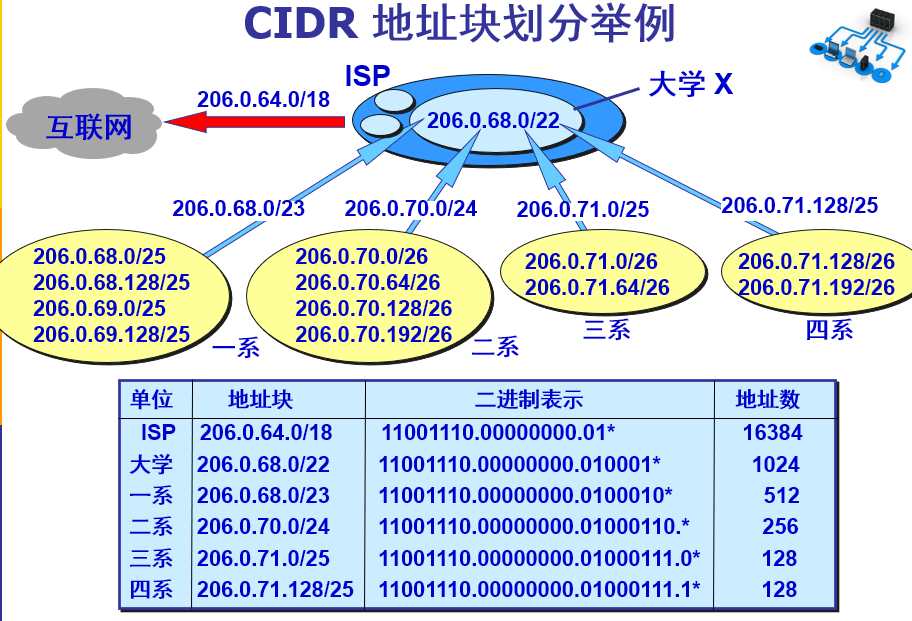 CIDR 地址块划分举例
ISP
大学 X
206.0.64.0/18
互联网
206.0.68.0/22
206.0.68.0/23
206.0.70.0/24
206.0.71.0/25
206.0.71.128/25
206.0.68.0/25
206.0.68.128/25
206.0.69.0/25
206.0.69.128/25
一系
206.0.70.0/26
206.0.70.64/26
206.0.70.128/26
206.0.70.192/26
二系
206.0.71.0/26
206.0.71.64/26
三系
206.0.71.128/26
206.0.71.192/26
四系
单位 地址块 二进制表示 地址数
ISP 206.0.64.0/18 11001110.00000000.01* 16384
大学 206.0.68.0/22 11001110.00000000.010001* 1024
一系 206.0.68.0/23 11001110.00000000.0100010* 512
二系 206.0.70.0/24 11001110.00000000.01000110.* 256
三系 206.0.71.0/25 11001110.00000000.01000111.0* 128
四系 206.0.71.128/25 11001110.00000000.01000111.1* 128